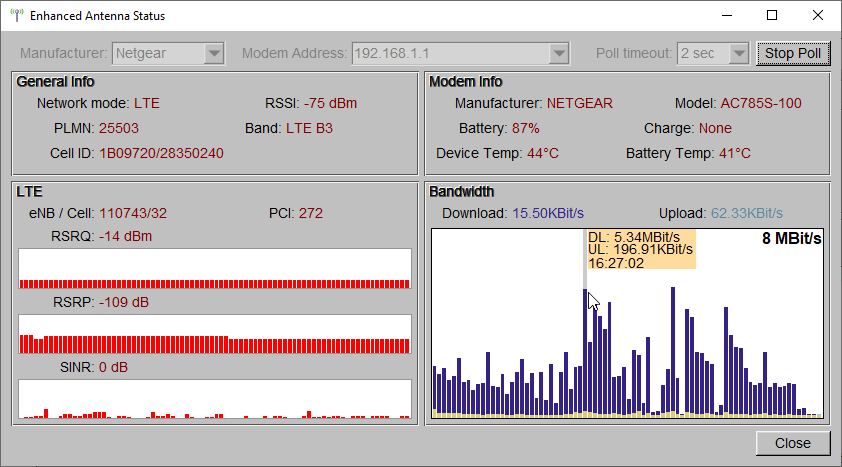 Enhanced Antenna Status
Manufacturer: Netgear Modem Address: 192.168.1.1 Poll timeout: 2 sec Stop Poll
General Info
Network mode: LTE RSSI: -75 dBm
PLMN: 25503 Band: LTE B3
Cell ID: 1B09720/28350240
Modem Info
Manufacturer: NETGEAR Model: AC785S-100
Battery: 87% Charge: None
Device Temp: 44°C Battery Temp: 41°C
LTE
eNB / Cell: 110743/32 PCI: 272
RSRQ: -14 dBm
RSRP: -109 dB
SINR: 0 dB
Bandwidth
Download: 15.50KBit/s Upload: 62.33KBit/s
DL: 5.34MBit/s 8 MBit/s
UL: 196.91KBit/s
16:27:02
Close